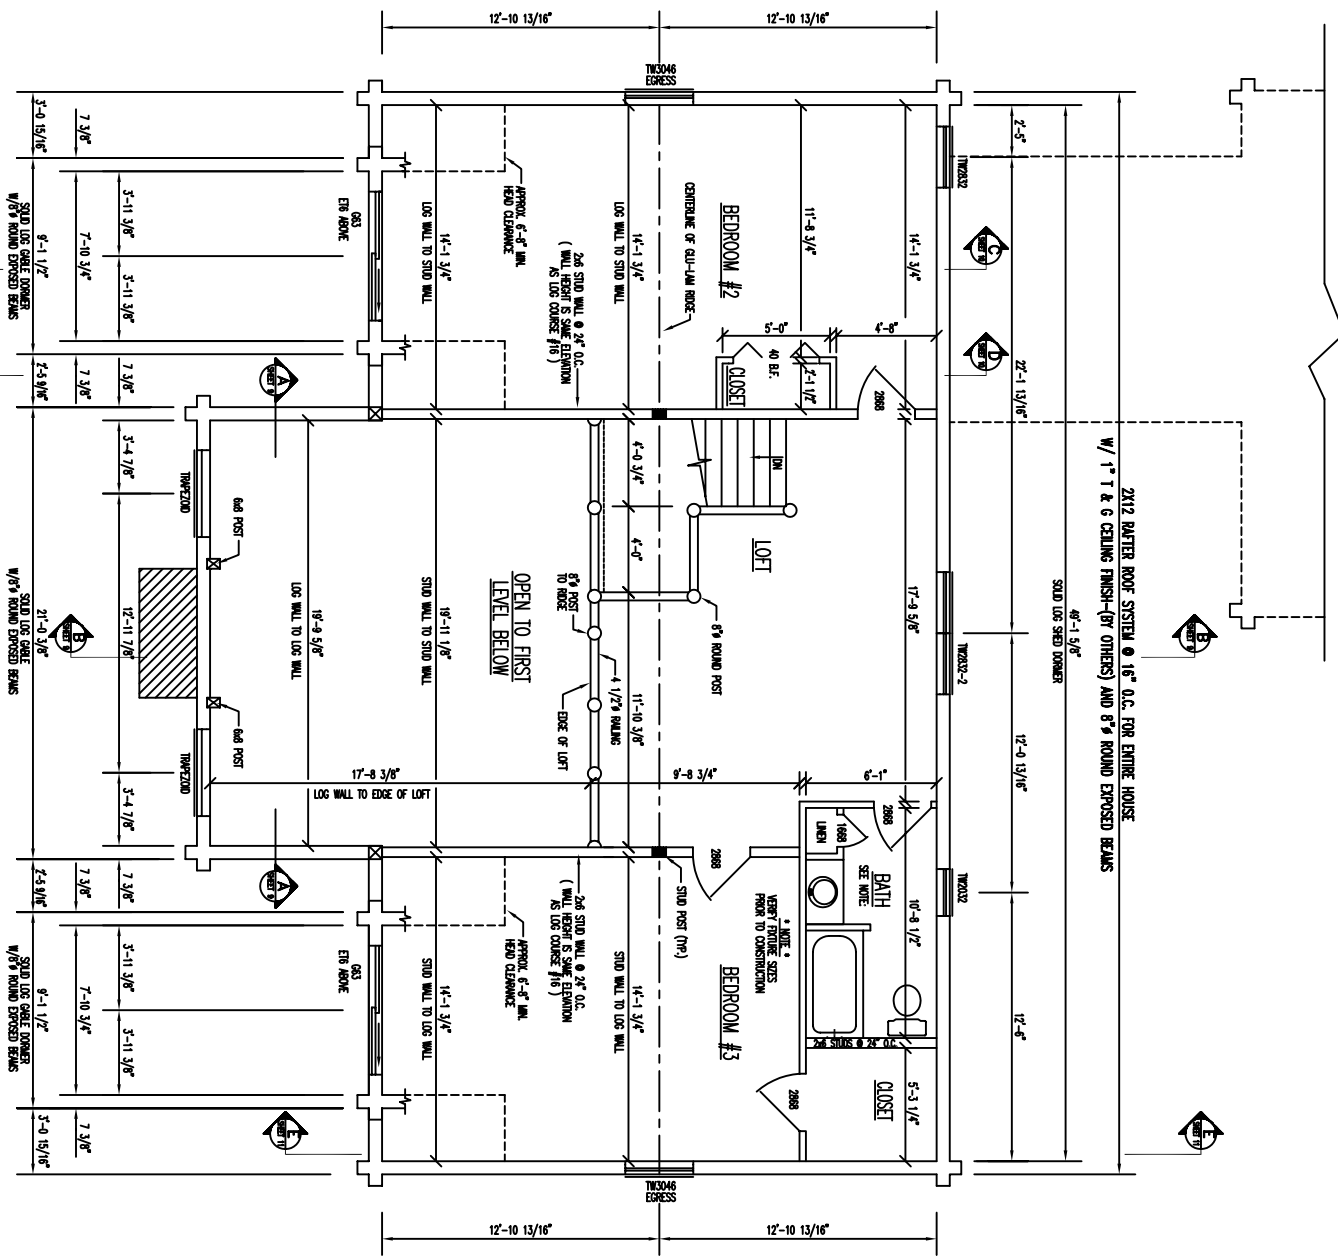 2X12 RAFTER ROOF SYSTEM @ 16" O.C. FOR ENTIRE HOUSE
W/ 1" T & G CEILING FINISH-(BY OTHERS) AND 8"ø ROUND EXPOSED BEAMS
49'-1 5/8"
SOLID LOG SHED DORMER
2'-5"
22'-1 13/16"
12'-0 13/16"
12'-6"
C
D
B
E
TW2832
TW2832-2
TW2032
12'-10 13/16"
12'-10 13/16"
TW3046
EGRESS
14'-1 3/4"
11'-8 3/4"
4'-8"
5'-0"
2'-1 1/2"
40 B.F.
CLOSET
2868
BEDROOM #2
CENTERLINE OF GLU-LAM RIDGE
14'-1 3/4"
LOG WALL TO STUD WALL
2x6 STUD WALL @ 24" O.C.
( WALL HEIGHT IS SAME ELEVATION
AS LOG COURSE #16 )
APPROX. 6'-8" MIN.
HEAD CLEARANCE
14'-1 3/4"
LOG WALL TO STUD WALL
17'-9 5/8"
DN
LOFT
4'-0 3/4"
4'-0"
11'-10 3/8"
8"ø ROUND POST
8"ø POST
TO RIDGE
4 1/2"ø RAILING
EDGE OF LOFT
OPEN TO FIRST
LEVEL BELOW
19'-11 1/8"
STUD WALL TO STUD WALL
19'-9 5/8"
LOG WALL TO LOG WALL
17'-8 3/8"
LOG WALL TO EDGE OF LOFT
9'-8 3/4"
6'-1"
2868
1668
LINEN
BATH
SEE NOTE
10'-8 1/2"
2x6 STUDS @ 24" O.C.
CLOSET
5'-3 1/4"
2868
2868
* NOTE *
VERIFY FIXTURE SIZES
PRIOR TO CONSTRUCTION
BEDROOM #3
STUD POST (TYP.)
14'-1 3/4"
STUD WALL TO LOG WALL
2x6 STUD WALL @ 24" O.C.
( WALL HEIGHT IS SAME ELEVATION
AS LOG COURSE #16 )
APPROX. 6'-8" MIN.
HEAD CLEARANCE
14'-1 3/4"
STUD WALL TO LOG WALL
TW3046
EGRESS
12'-10 13/16"
12'-10 13/16"
G63
ET6 ABOVE
A
6x8 POST
6x8 POST
TRAPEZOID
TRAPEZOID
A
G63
ET6 ABOVE
E
B
3'-11 3/8"
3'-11 3/8"
7 3/8"
3'-4 7/8"
12'-11 7/8"
3'-4 7/8"
7 3/8"
3'-11 3/8"
3'-11 3/8"
7 3/8"
7'-10 3/4"
7 3/8"
7 3/8"
7'-10 3/4"
7 3/8"
3'-0 15/16"
9'-1 1/2"
2'-5 9/16"
21'-0 3/8"
2'-5 9/16"
9'-1 1/2"
3'-0 15/16"
SOLID LOG GABLE DORMER
W/8"ø ROUND EXPOSED BEAMS
SOLID LOG GABLE
W/8"ø ROUND EXPOSED BEAMS
SOLID LOG GABLE DORMER
W/8"ø ROUND EXPOSED BEAMS